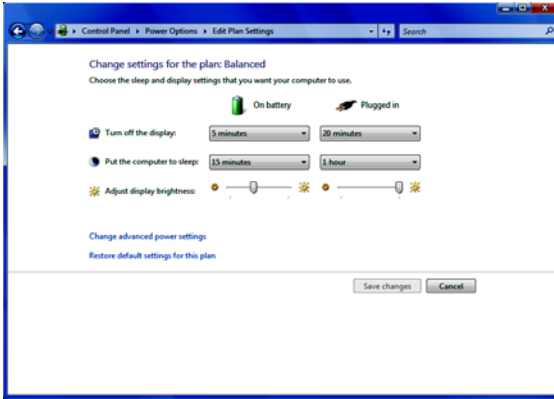 Control Panel Power Options Edit Plan Settings Search
Change settings for the plan: Balanced
Choose the sleep and display settings that you want your computer to use.
On battery Plugged in
Turn off the display: 5 minutes 20 minutes
Put the computer to sleep: 15 minutes 1 hour
Adjust display brightness:
Change advanced power settings
Restore default settings for this plan
Save changes Cancel